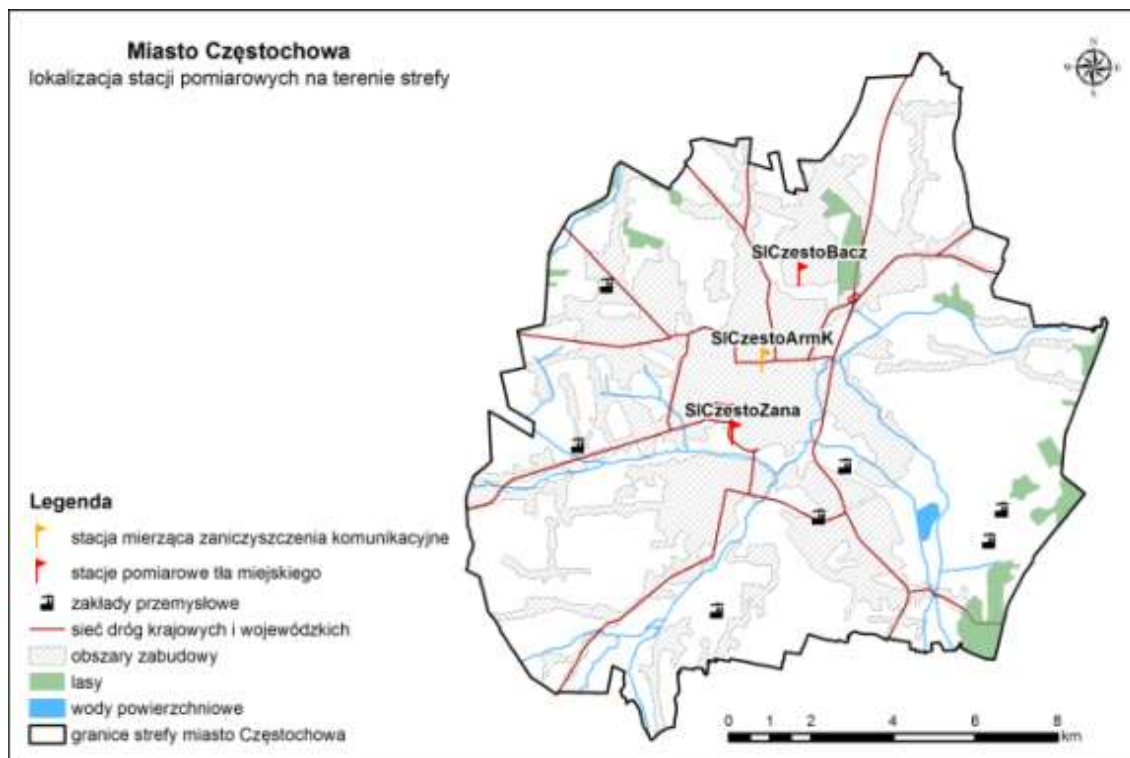 Miasto Częstochowa
lokalizacja stacji pomiarowych na terenie strefy
N
W
E
S
SlCzestoBacz
SlCzestoArmK
SlCzestoZana
Legenda
stacja mierząca zaniczyszczenia komunikacyjne
stacje pomiarowe tła miejskiego
zakłady przemysłowe
sieć dróg krajowych i wojewódzkich
obszary zabudowy
lasy
wody powierzchniowe
granice strefy miasto Częstochowa
0 1 2 4 6 8
km